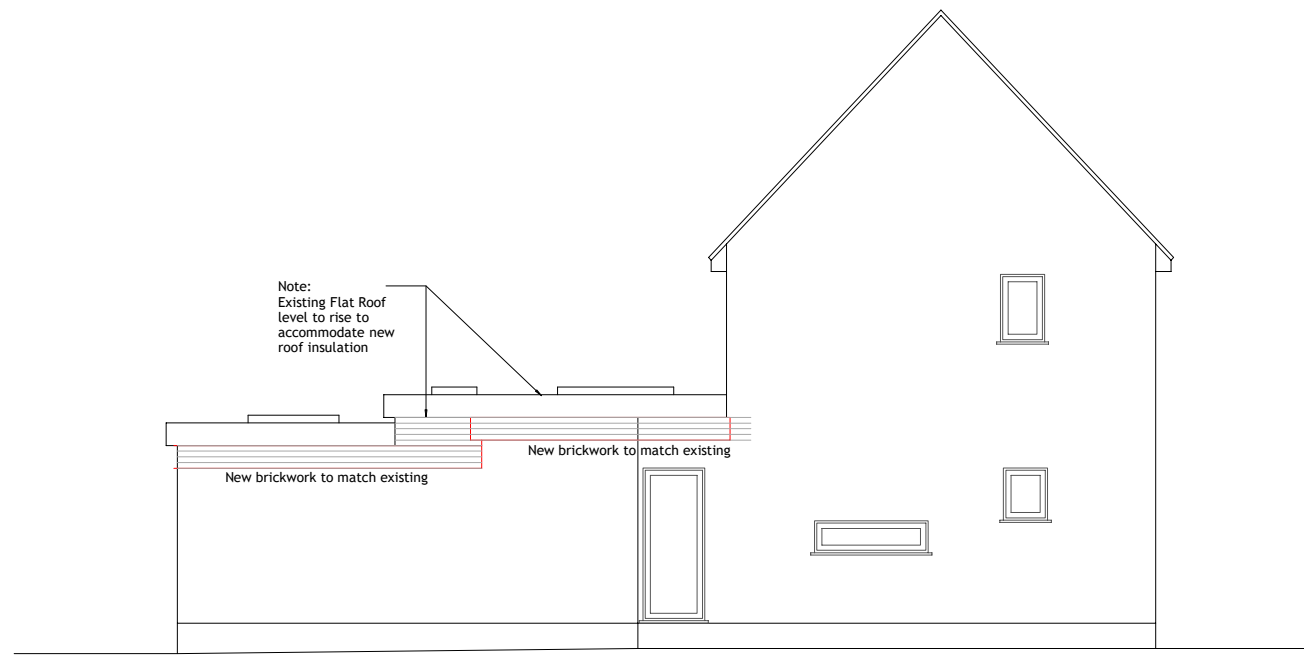 Note:
Existing Flat Roof
level to rise to
accommodate new
roof insulation
New brickwork to match existing
New brickwork to match existing